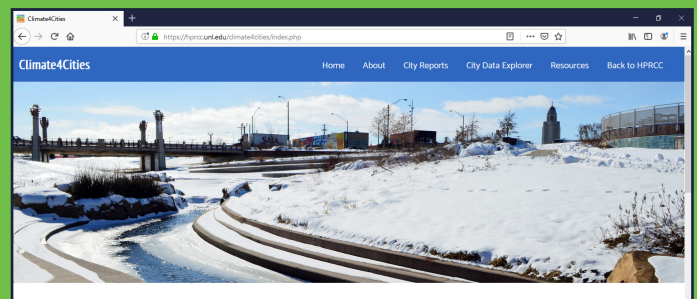 Climate4Cities
https://hprcc.unl.edu/climate4cities/index.php
Climate4Cities Home About City Reports City Data Explorer Resources Back to HPRCC